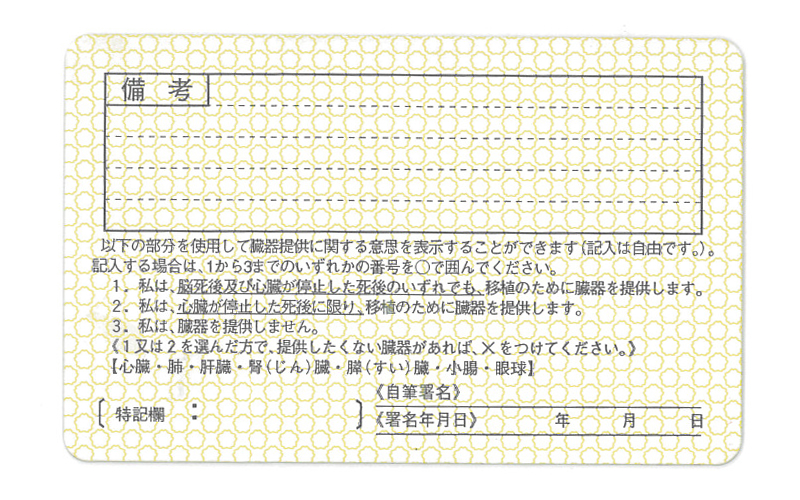 備 考
以下の部分を使用して臓器提供に関する意思を表示することができます(記入は自由です。)。
記入する場合は、1から3までのいずれかの番号を〇で囲んでください。
1. 私は、脳死後及び心臓が停止した死後のいずれでも、移植のために臓器を提供します。
2. 私は、心臓が停止した死後に限り、移植のために臓器を提供します。
3. 私は、臓器を提供しません。
《1又は2を選んだ方で、提供したくない臓器があれば、×をつけてください。》
【心臓・肺・肝臓・腎(じん)臓・膵(すい)臓・小腸・眼球】
〔特記欄 : 〕
《自筆署名》
《署名年月日》 年 月 日